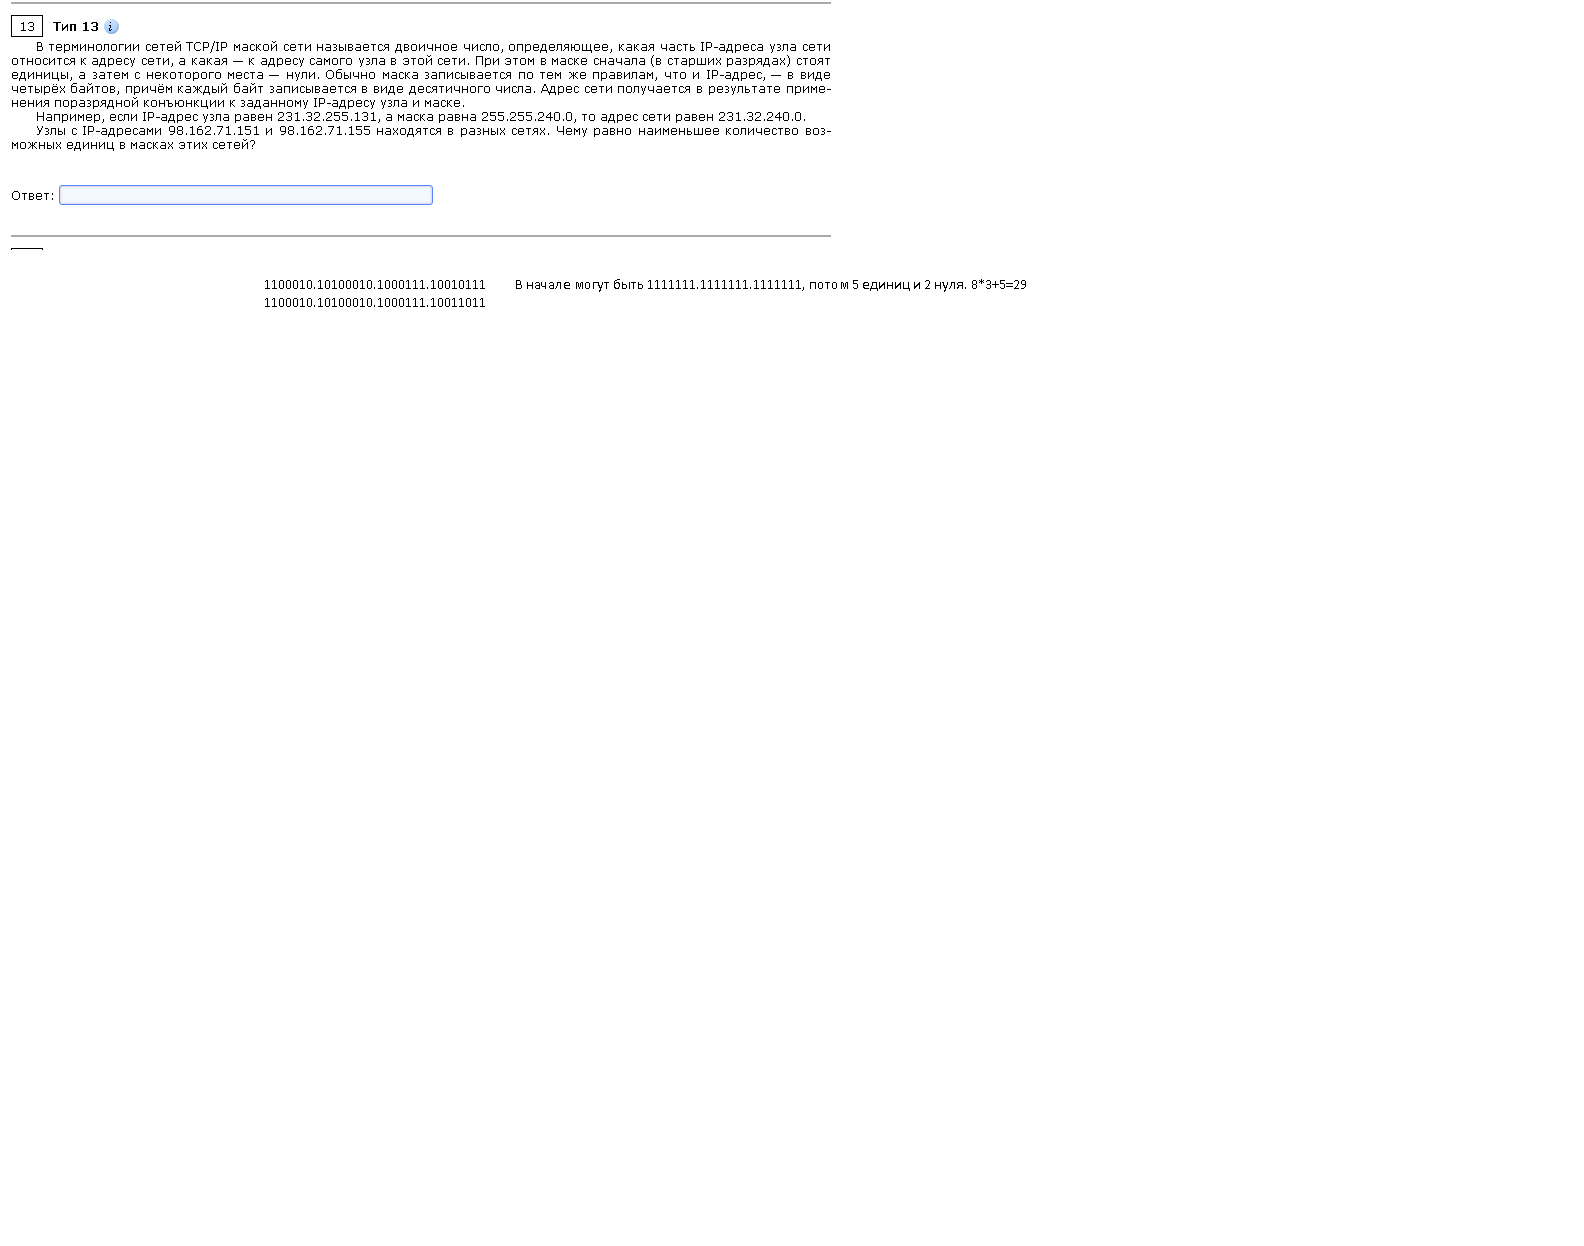 13 Тип 13 i
В терминологии сетей TCP/IP маской сети называется двоичное число, определяющее, какая часть IP-адреса узла сети
относится к адресу сети, а какая — к адресу самого узла в этой сети. При этом в маске сначала (в старших разрядах) стоят
единицы, а затем с некоторого места — нули. Обычно маска записывается по тем же правилам, что и IP-адрес, — в виде
четырёх байтов, причём каждый байт записывается в виде десятичного числа. Адрес сети получается в результате приме-
нения поразрядной конъюнкции к заданному IP-адресу узла и маске.
Например, если IP-адрес узла равен 231.32.255.131, а маска равна 255.255.240.0, то адрес сети равен 231.32.240.0.
Узлы с IP-адресами 98.162.71.151 и 98.162.71.155 находятся в разных сетях. Чему равно наименьшее количество воз-
можных единиц в масках этих сетей?
Ответ:
1100010.10100010.1000111.10010111 В начале могут быть 1111111.1111111.1111111, потом 5 единиц и 2 нуля. 8*3+5=29
1100010.10100010.1000111.10011011